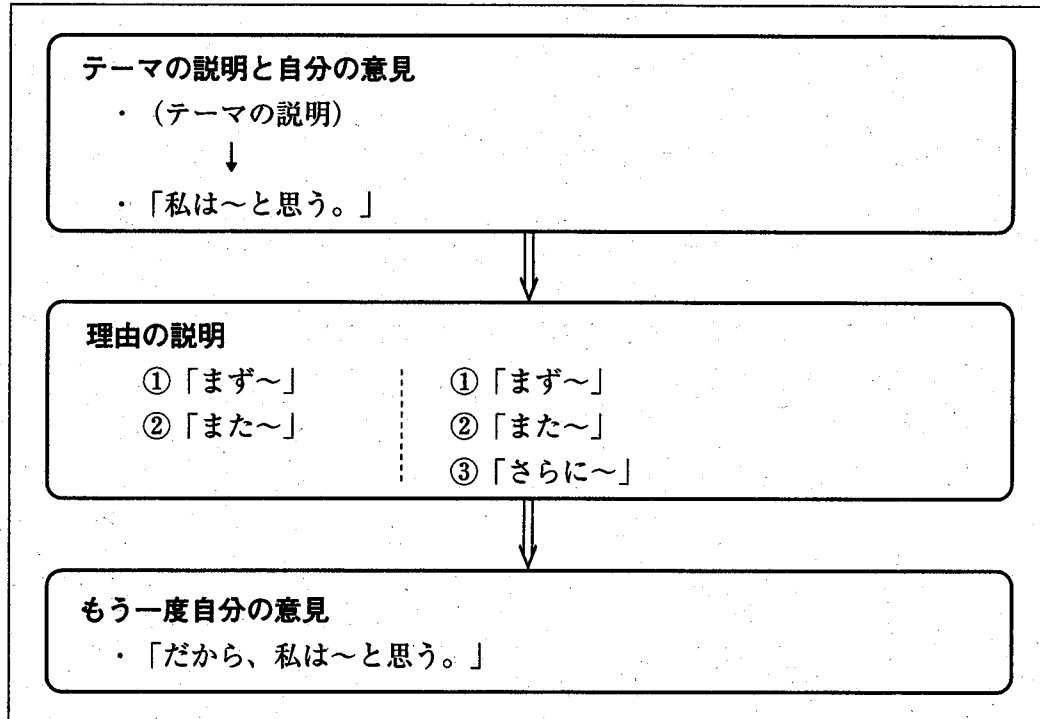 テーマの説明と自分の意見
・（テーマの説明）
↓
・「私は～と思う。」
理由の説明
①「まず～」
②「また～」
①「まず～」
②「また～」
③「さらに～」
もう一度自分の意見
・「だから、私は～と思う。」